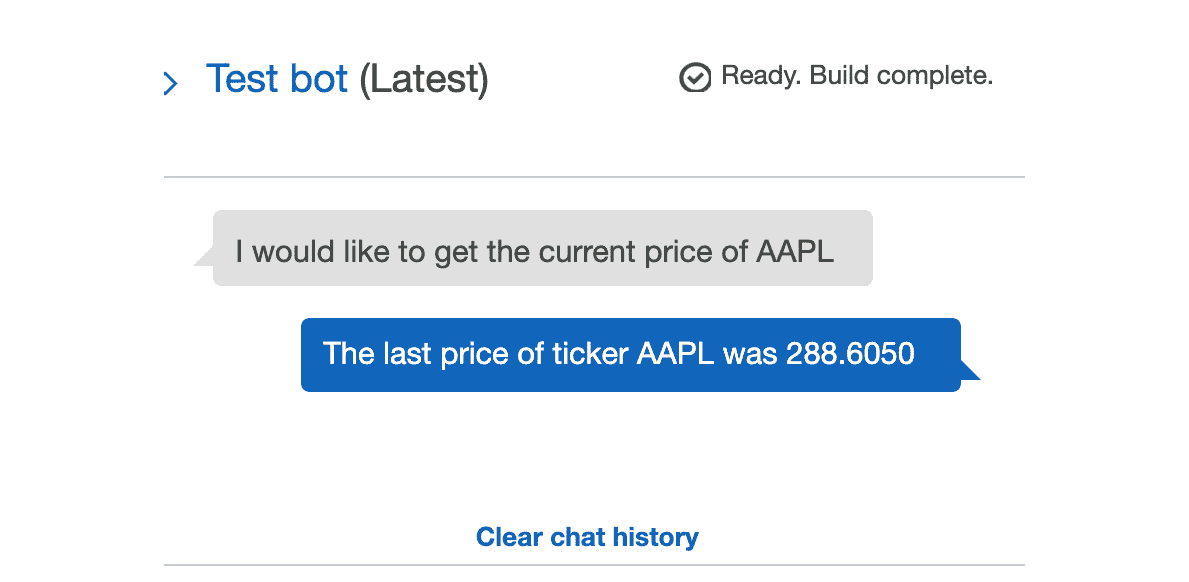 Test bot (Latest)
Ready. Build complete.
I would like to get the current price of AAPL
The last price of ticker AAPL was 288.6050
Clear chat history